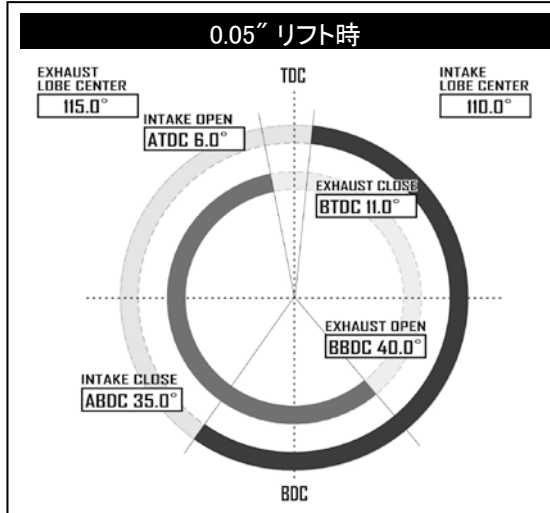 0.05″ リフト時
EXHAUST
LOBE CENTER
115.0°
TDC
INTAKE
LOBE CENTER
110.0°
INTAKE OPEN
ATDC 6.0°
EXHAUST CLOSE
BTDC 11.0°
EXHAUST OPEN
BBDC 40.0°
INTAKE CLOSE
ABDC 35.0°
BDC